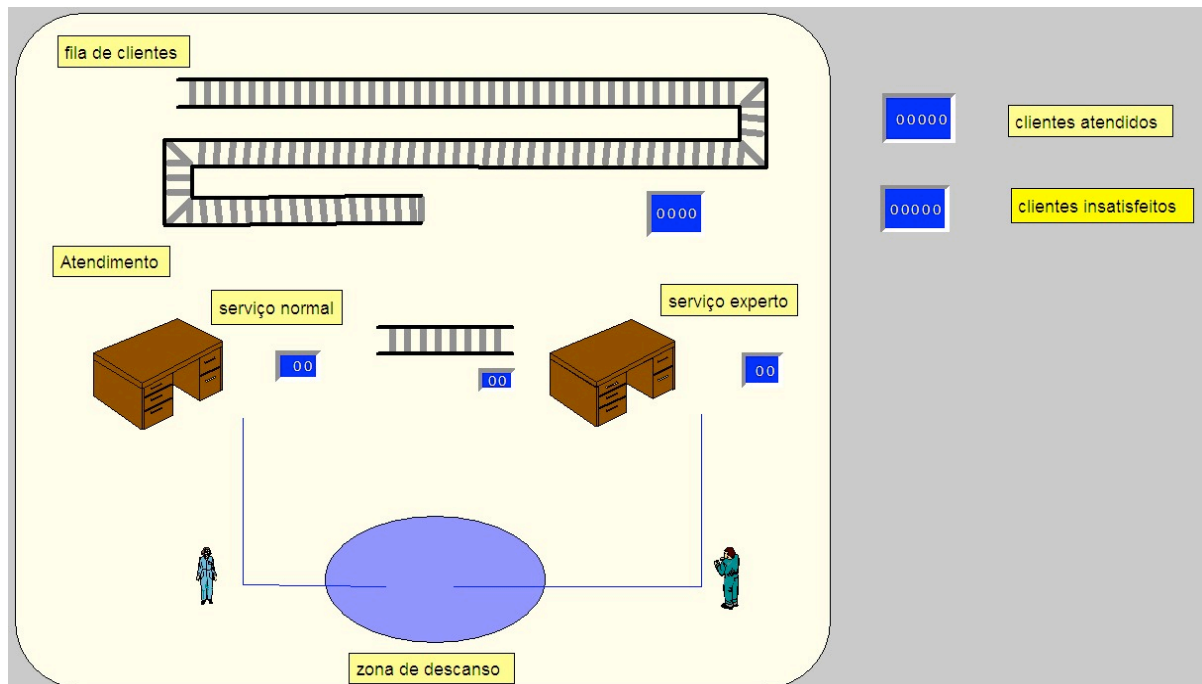 fila de clientes
00000
clientes atendidos
0000
00000
clientes insatisfeitos
Atendimento
serviço normal
serviço experto
00
00
00
zona de descanso